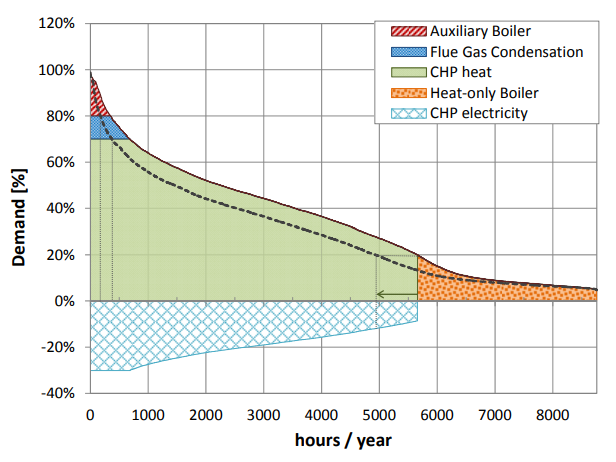 120%
100%
80%
60%
40%
20%
0%
-20%
-40%
Demand [%]
Auxiliary Boiler
Flue Gas Condensation
CHP heat
Heat-only Boiler
CHP electricity
0 1000 2000 3000 4000 5000 6000 7000 8000
hours / year